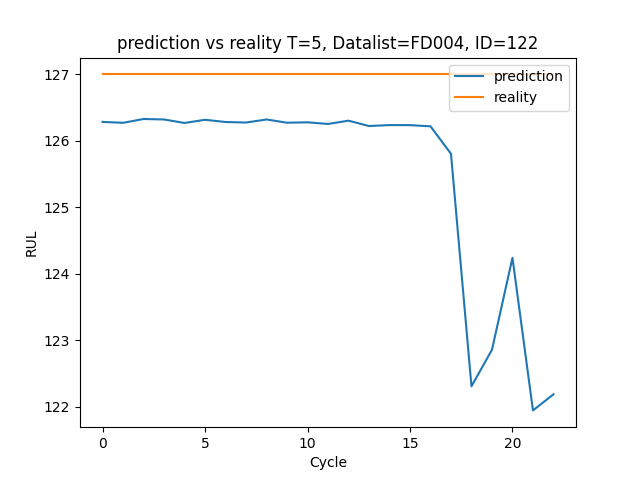 prediction vs reality T=5, Datalist=FD004, ID=122
127
126
125
124
123
122
RUL
prediction
reality
0
5
10
15
20
Cycle